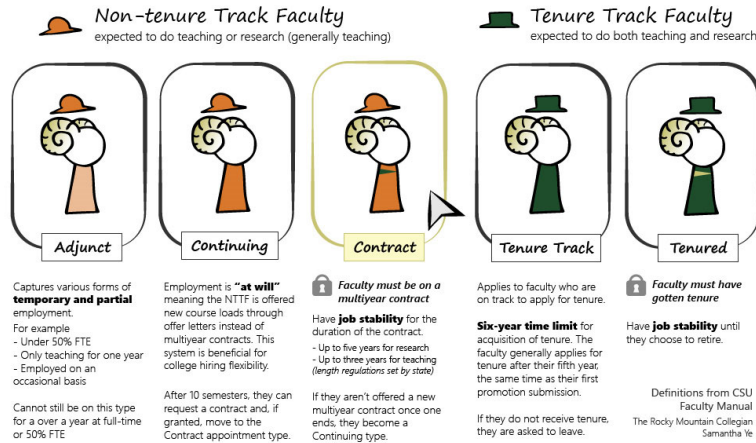 Non-tenure Track Faculty
expected to do teaching or research (generally teaching)
Tenure Track Faculty
expected to do both teaching and research
Adjunct
Captures various forms of
temporary and partial
employment.
For example
- Under 50% FTE
- Only teaching for one year
- Employed on an
occasional basis
Cannot still be on this type
for a over a year at full-time
or 50% FTE
Continuing
Employment is “at will”
meaning the NTTF is offered
new course loads through
offer letters instead of
multiyear contracts. This
system is beneficial for
college hiring flexibility.
After 10 semesters, they can
request a contract and, if
granted, move to the
Contract appointment type.
Contract
Faculty must be on a
multiyear contract
Have job stability for the
duration of the contract.
- Up to five years for research
- Up to three years for teaching
(length regulations set by state)
If they aren’t offered a new
multiyear contract once one
ends, they become a
Continuing type.
Tenure Track
Applies to faculty who are
on track to apply for tenure.
Six-year time limit for
acquisition of tenure. The
faculty generally applies for
tenure after their fifth year,
the same time as their first
promotion submission.
If they do not receive tenure,
they are asked to leave.
Tenured
Faculty must have
gotten tenure
Have job stability until
they choose to retire.
Definitions from CSU
Faculty Manual
The Rocky Mountain Collegian
Samantha Ye